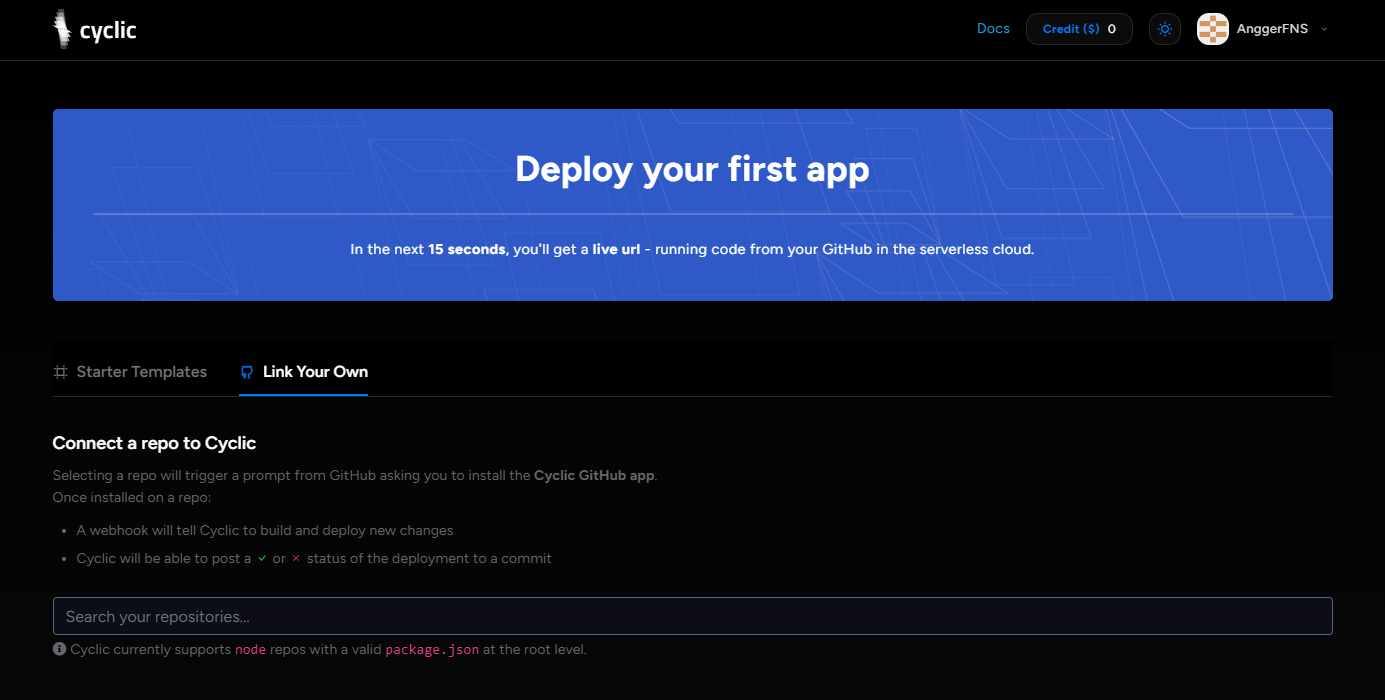 cyclic
Docs
Credit ($) 0
AnggerFNS
Deploy your first app
In the next 15 seconds, you'll get a live url - running code from your GitHub in the serverless cloud.
Starter Templates
Link Your Own
Connect a repo to Cyclic
Selecting a repo will trigger a prompt from GitHub asking you to install the Cyclic GitHub app.
Once installed on a repo:
• A webhook will tell Cyclic to build and deploy new changes
• Cyclic will be able to post a ✓ or × status of the deployment to a commit
Search your repositories...
Cyclic currently supports node repos with a valid package.json at the root level.